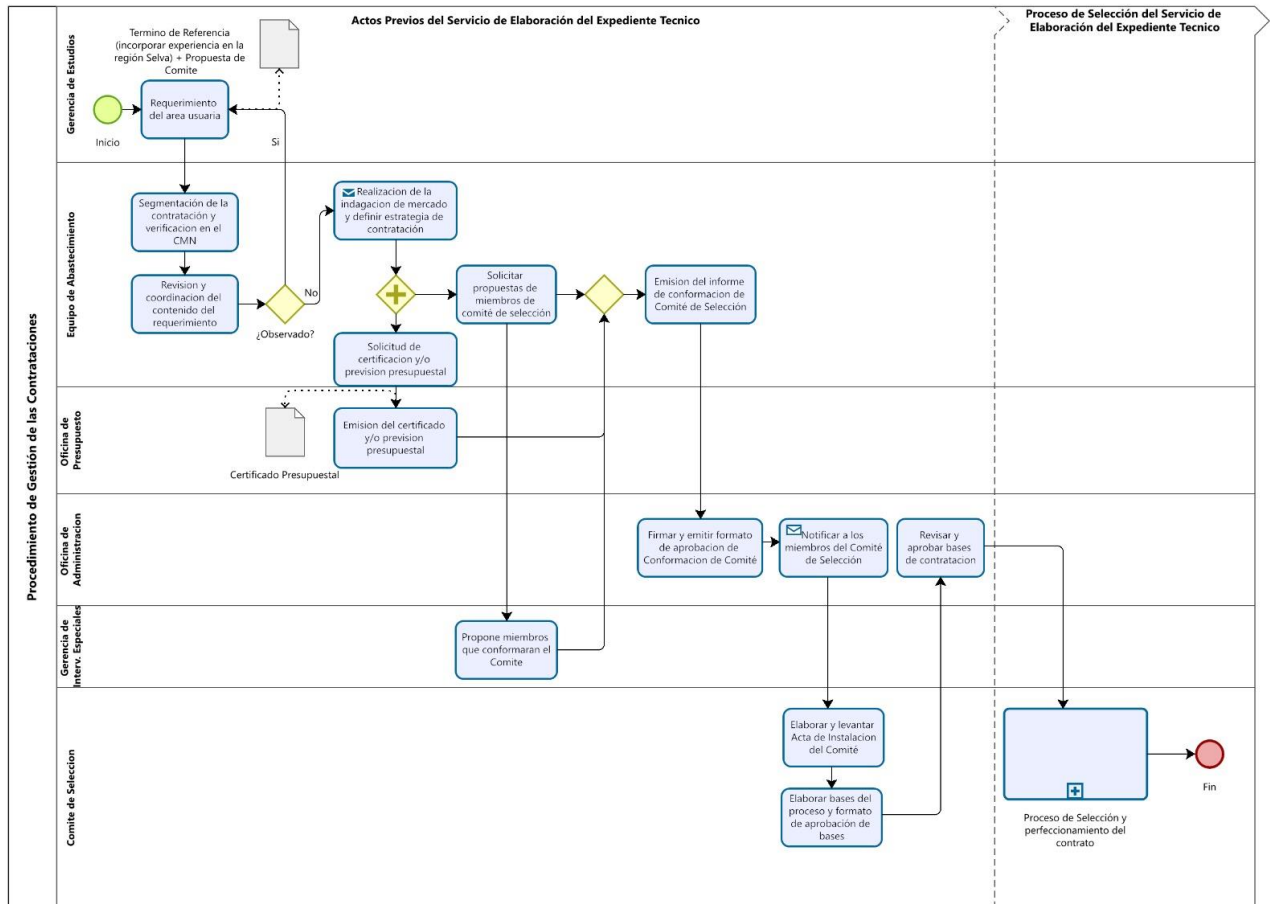 Procedimiento de Gestión de las Contrataciones
Actos Previos del Servicio de Elaboración del Expediente Tecnico
Proceso de Selección del Servicio de
Elaboración del Expediente Tecnico
Gerencia de Estudios
Termino de Referencia
(incorporar experiencia en la
región Selva) + Propuesta de
Comite
Inicio
Requerimiento
del area usuaria
Si
Equipo de Abastecimiento
Segmentación de la
contratación y
verificacion en el
CMN
Revision y
coordinacion del
contenido del
requerimiento
¿Observado?
No
Realizacion de la
indagacion de mercado
y definir estrategia de
contratación
Solicitar
propuestas de
miembros de
comité de selección
Emision del informe
de conformacion de
Comité de Selección
Solicitud de
certificacion y/o
prevision presupuestal
Oficina de
Presupuesto
Certificado Presupuestal
Emision del certificado
y/o prevision
presupuestal
Oficina de
Administracion
Firmar y emitir formato
de aprobacion de
Conformacion de Comité
Notificar a los
miembros del Comité
de Selección
Revisar y
aprobar bases
de contratacion
Gerencia de
Interv. Especiales
Propone miembros
que conformaran el
Comite
Comite de Seleccion
Elaborar y levantar
Acta de Instalacion
del Comité
Elaborar bases del
proceso y formato
de aprobación de
bases
Proceso de Selección y
perfeccionamiento del
contrato
Fin